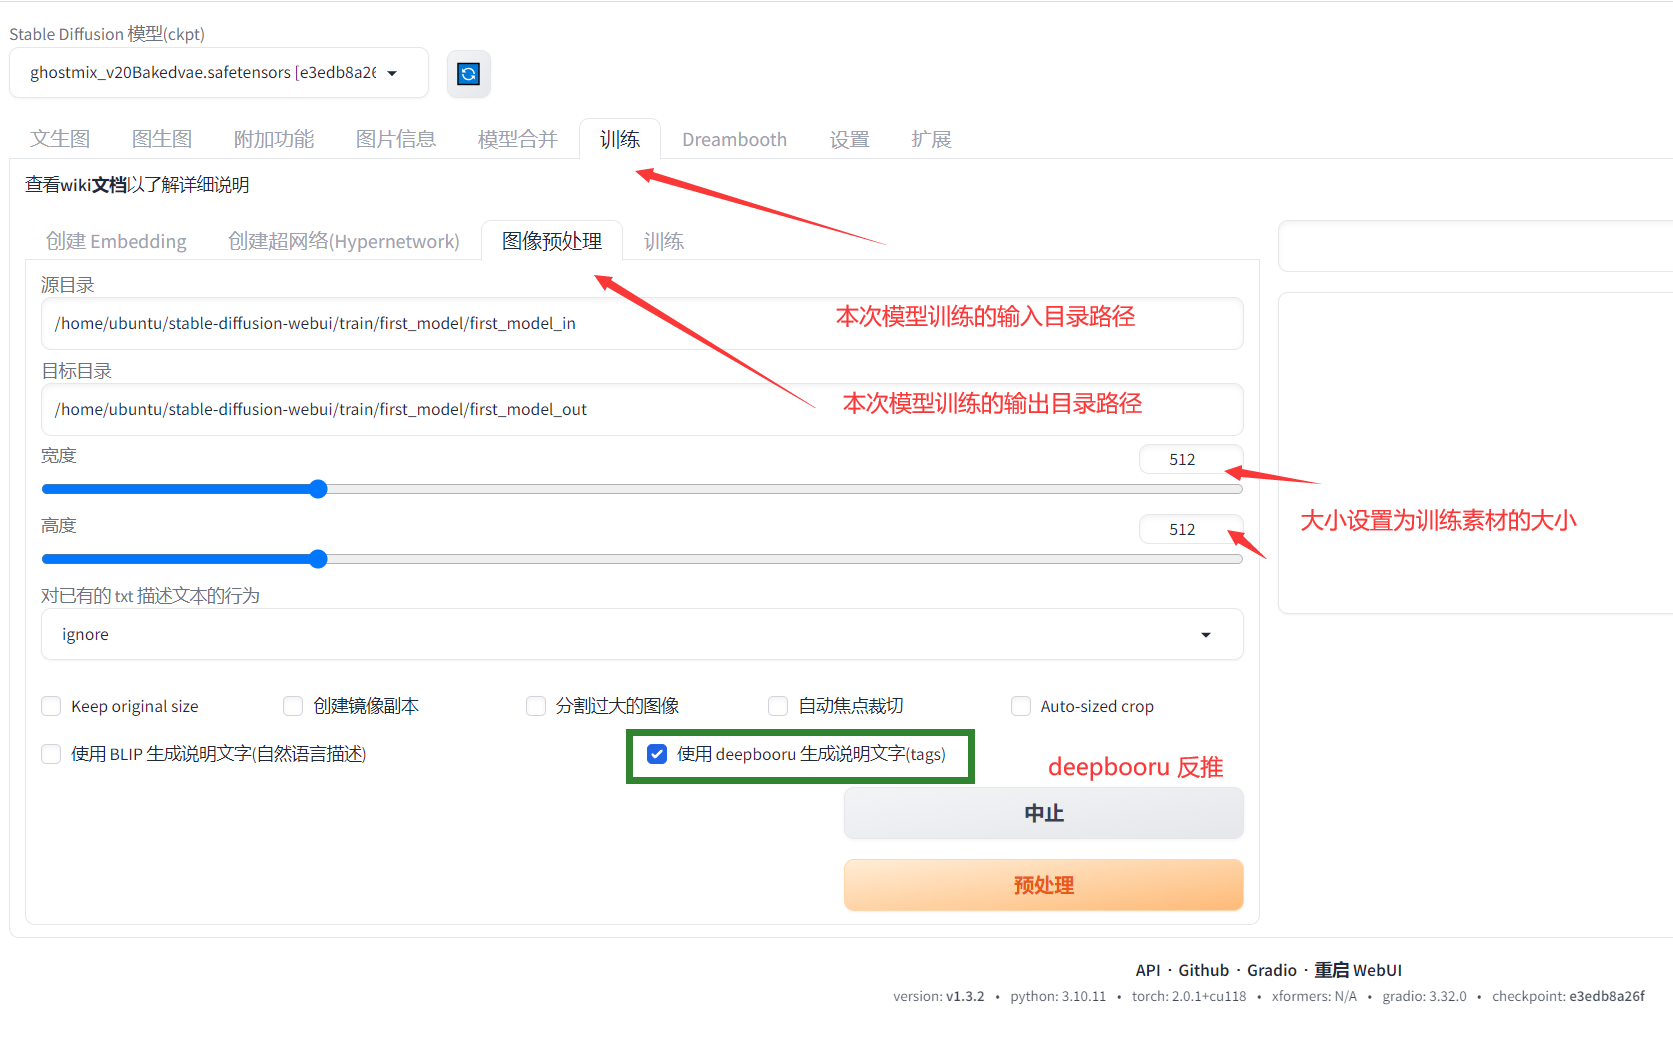 Stable Diffusion 模型(ckpt)
ghostmix_v20Bakedvae.safetensors [e3edb8a26
文生图 图生图 附加功能 图片信息 模型合并 训练 Dreambooth 设置 扩展
查看wiki文档以了解详细说明
创建 Embedding 创建超网络(Hypernetwork) 图像预处理 训练
源目录
/home/ubuntu/stable-diffusion-webui/train/first_model/first_model_in 本次模型训练的输入目录路径
目标目录
/home/ubuntu/stable-diffusion-webui/train/first_model/first_model_out 本次模型训练的输出目录路径
宽度 512
高度 512
大小设置为训练素材的大小
对已有的 txt 描述文本的行为
ignore
Keep original size 创建镜像副本 分割过大的图像 自动焦点裁切 Auto-sized crop
使用 BLIP 生成说明文字(自然语言描述) 使用 deepbooru 生成说明文字(tags) deepbooru 反推
中止
预处理
API · Github · Gradio · 重启 WebUI
version: v1.3.2 • python: 3.10.11 • torch: 2.0.1+cu118 • xformers: N/A • gradio: 3.32.0 • checkpoint: e3edb8a26f